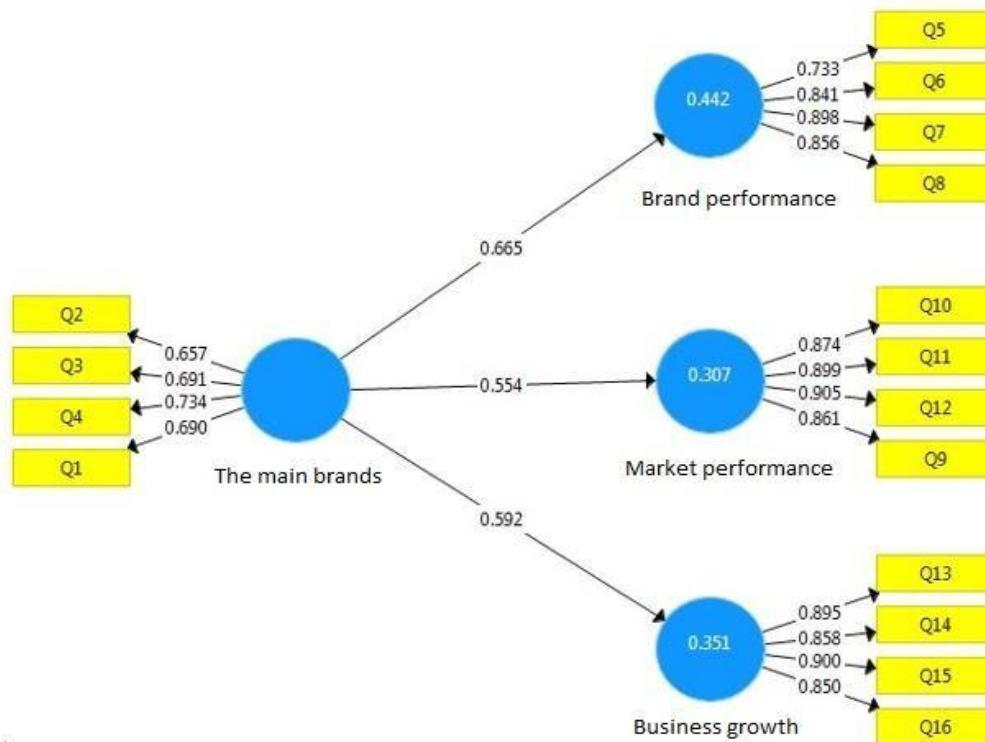 Q5
0.733
Q6
0.841
0.442
0.898
Q7
0.856
Q8
Brand performance
0.665
Q2
0.657
Q3
0.691
0.734
Q4
0.690
Q1
The main brands
0.554
Q10
0.874
Q11
0.899
0.307
0.905
Q12
0.861
Q9
Market performance
0.592
Q13
0.895
Q14
0.858
0.351
0.900
Q15
0.850
Q16
Business growth